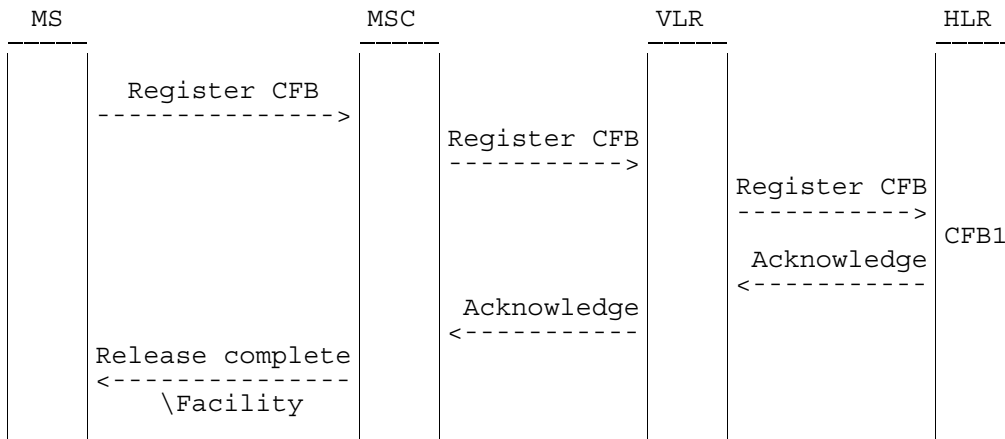 MS MSC VLR HLR
Register CFB
--------------->
Register CFB
----------->
Register CFB
----------->
CFB1
Acknowledge
<-----------
Acknowledge
<-----------
Release complete
<---------------
\Facility